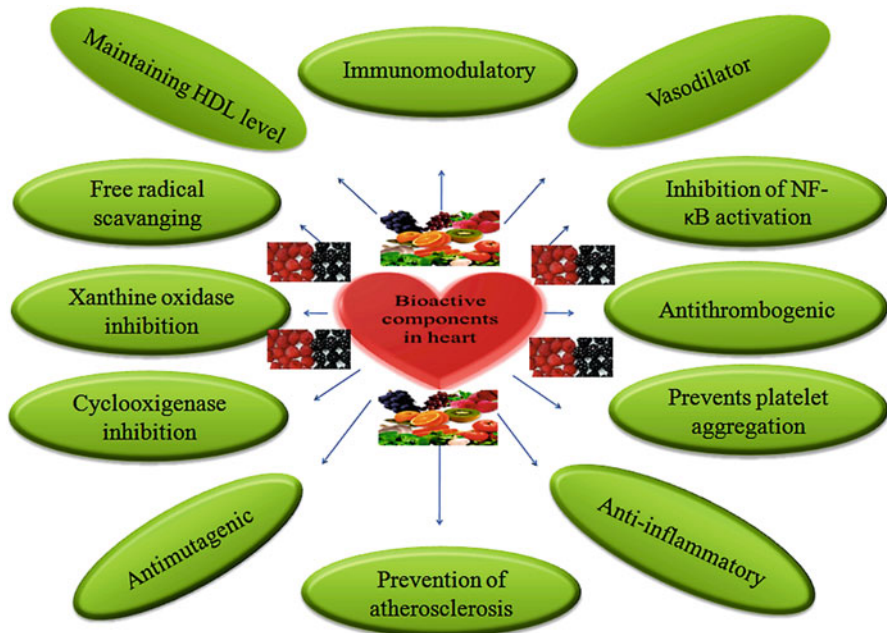 Maintaining HDL level
Immunomodulatory
Vasodilator
Free radical
scavanging
Inhibition of NF-
κB activation
Xanthine oxidase
inhibition
Bioactive
components
in heart
Antithrombogenic
Cyclooxigenase
inhibition
Prevents platelet
aggregation
Antimutagenic
Prevention of
atherosclerosis
Anti-inflammatory